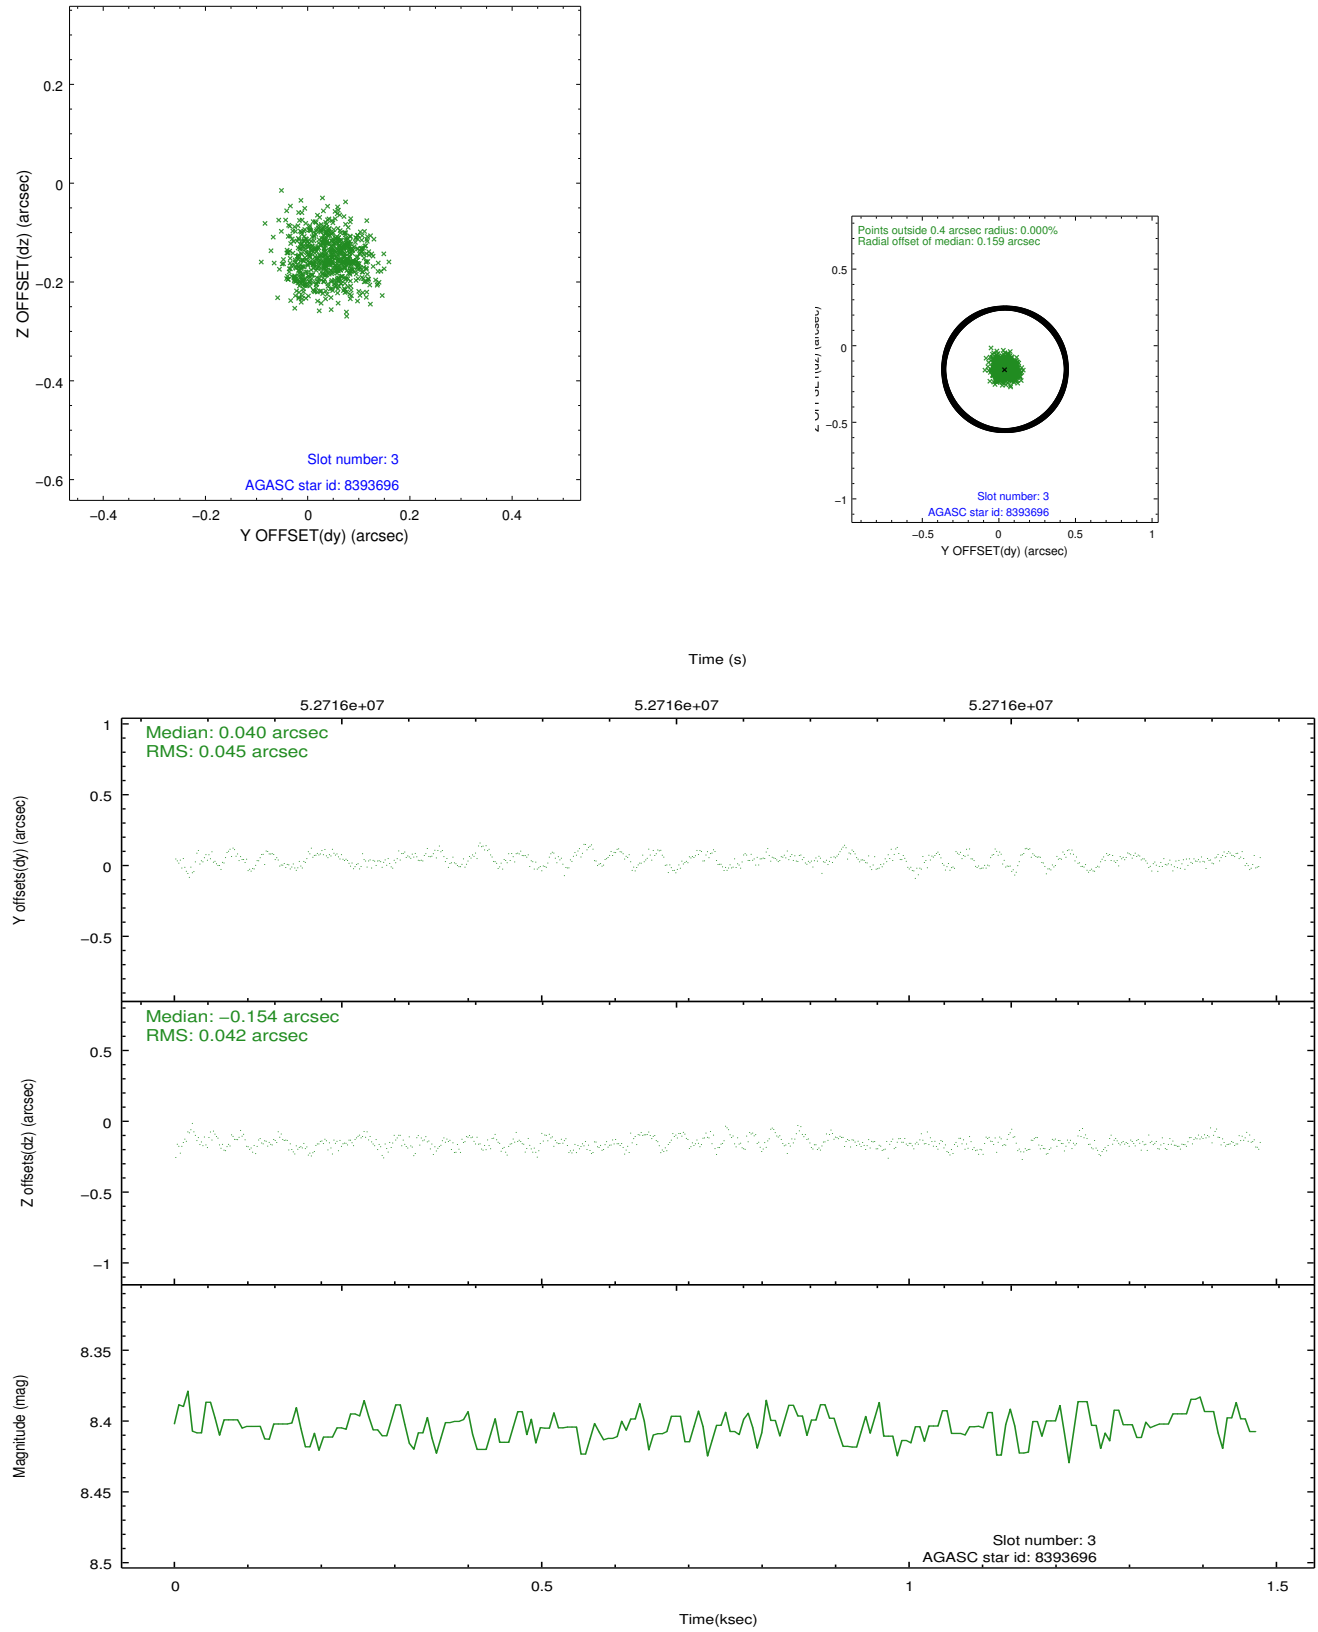 0.2
0
−0.2
−0.4
−0.6
Z OFFSET(dz) (arcsec)
Slot number: 3
AGASC star id: 8393696
−0.4
−0.2
0
0.2
0.4
Y OFFSET(dy) (arcsec)
Points outside 0.4 arcsec radius: 0.000%
Radial offset of median: 0.159 arcsec
0.5
0
−0.5
−1
Slot number: 3
AGASC star id: 8393696
−0.5
0
0.5
1
Y OFFSET(dy) (arcsec)
Time (s)
5.2716e+07
5.2716e+07
5.2716e+07
Median: 0.040 arcsec
RMS: 0.045 arcsec
1
0.5
0
−0.5
Y offsets(dy) (arcsec)
Median: −0.154 arcsec
RMS: 0.042 arcsec
0.5
0
−0.5
−1
Z offsets(dz) (arcsec)
8.35
8.4
8.45
8.5
Magnitude (mag)
Slot number: 3
AGASC star id: 8393696
0
0.5
1
1.5
Time(ksec)